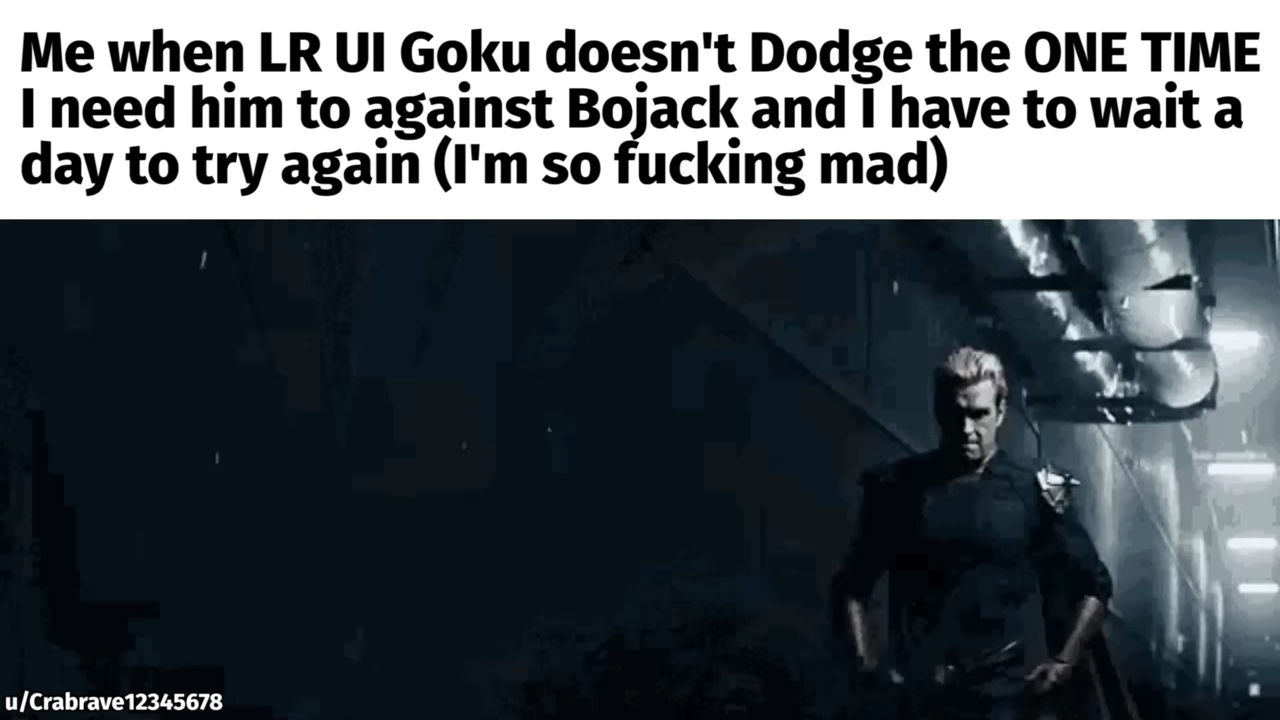 Me when LR UI Goku doesn't Dodge the ONE TIME
I need him to against Bojack and I have to wait a
day to try again (I'm so fucking mad)
u/Crabrave12345678